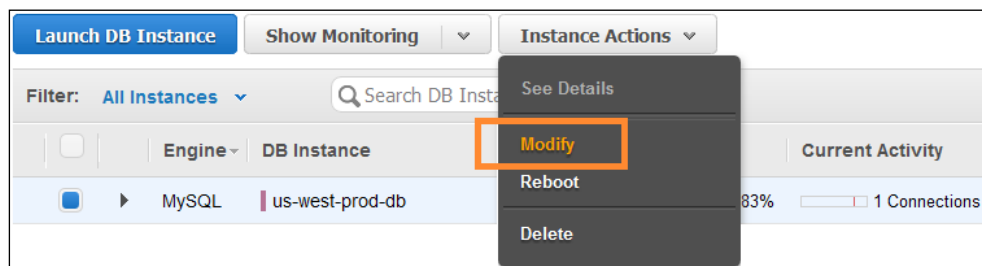 Launch DB Instance Show Monitoring Instance Actions
Filter: All Instances Search DB Insta
See Details
Modify
Reboot
Delete
Engine DB Instance Current Activity
MySQL us-west-prod-db 83% 1 Connections